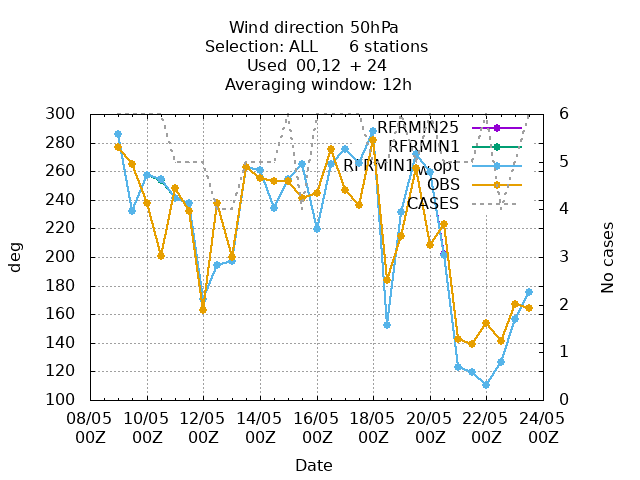 Wind direction 50hPa
Selection: ALL 6 stations
Used 00,12 + 24
Averaging window: 12h
300
280
260
240
220
200
180
160
140
120
100
deg
6
5
4
3
2
1
0
No cases
RFRMIN25
RFRMIN1
RFRMIN1w_opt
OBS
CASES
08/05 10/05 12/05 14/05 16/05 18/05 20/05 22/05 24/05
00Z 00Z 00Z 00Z 00Z 00Z 00Z 00Z 00Z
Date